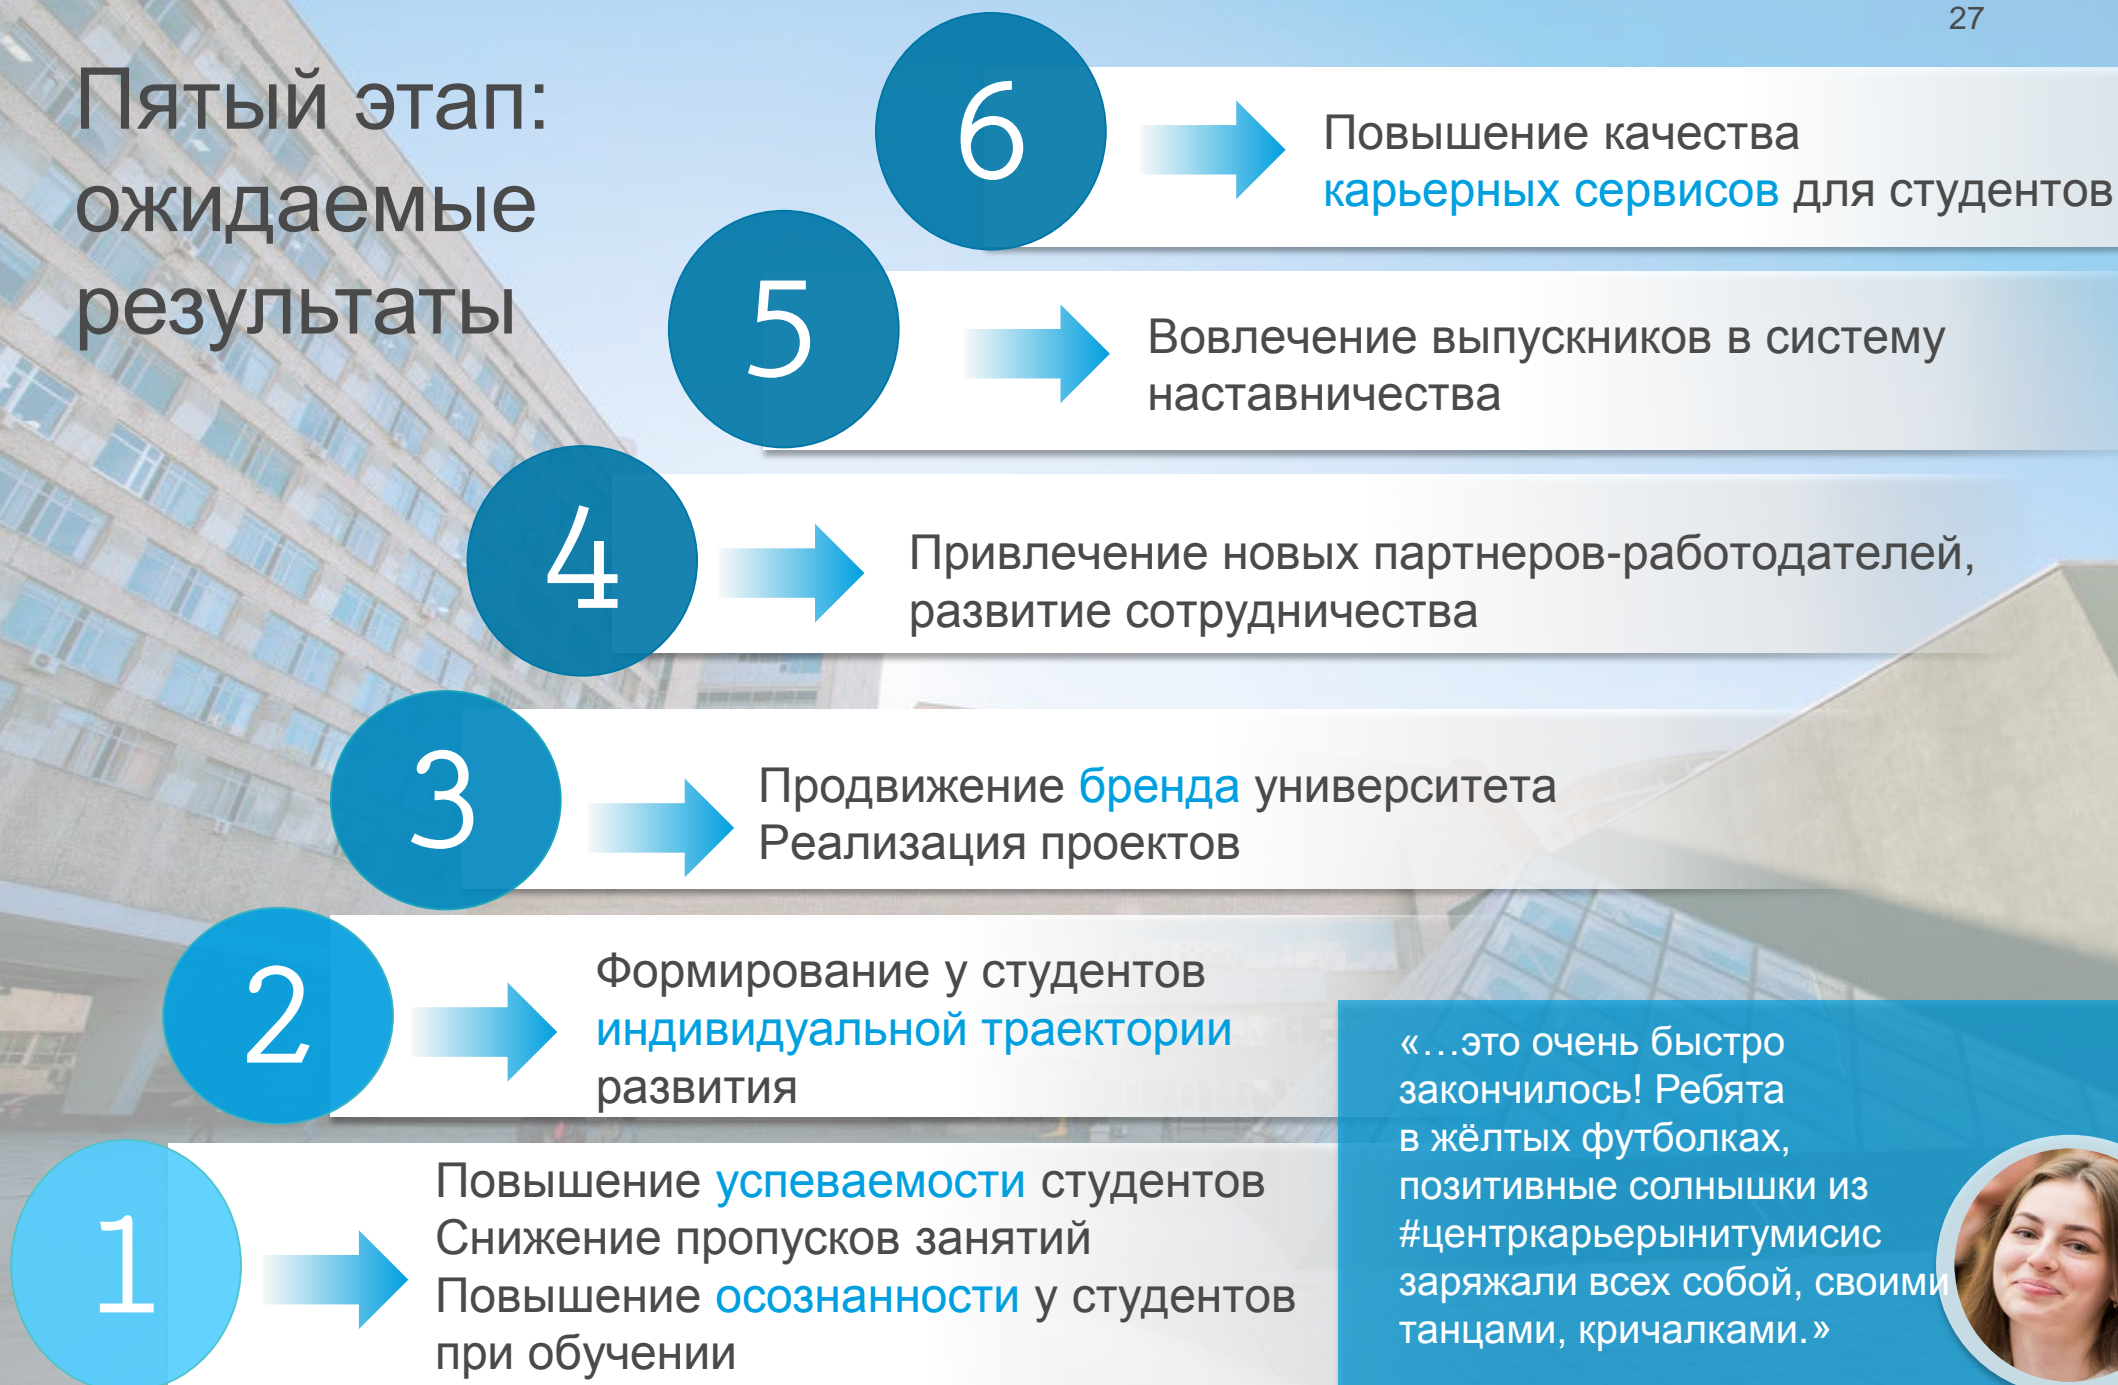 27
Пятый этап:
ожидаемые
результаты
6
Повышение качества
карьерных сервисов для студентов
5
Вовлечение выпускников в систему
наставничества
4
Привлечение новых партнеров-работодателей,
развитие сотрудничества
3
Продвижение бренда университета
Реализация проектов
2
Формирование у студентов
индивидуальной траектории
развития
1
Повышение успеваемости студентов
Снижение пропусков занятий
Повышение осознанности у студентов
при обучении
«…это очень быстро
закончилось! Ребята
в жёлтых футболках,
позитивные солнышки из
#центркарьерынитумисис
заряжали всех собой, своими
танцами, кричалками.»